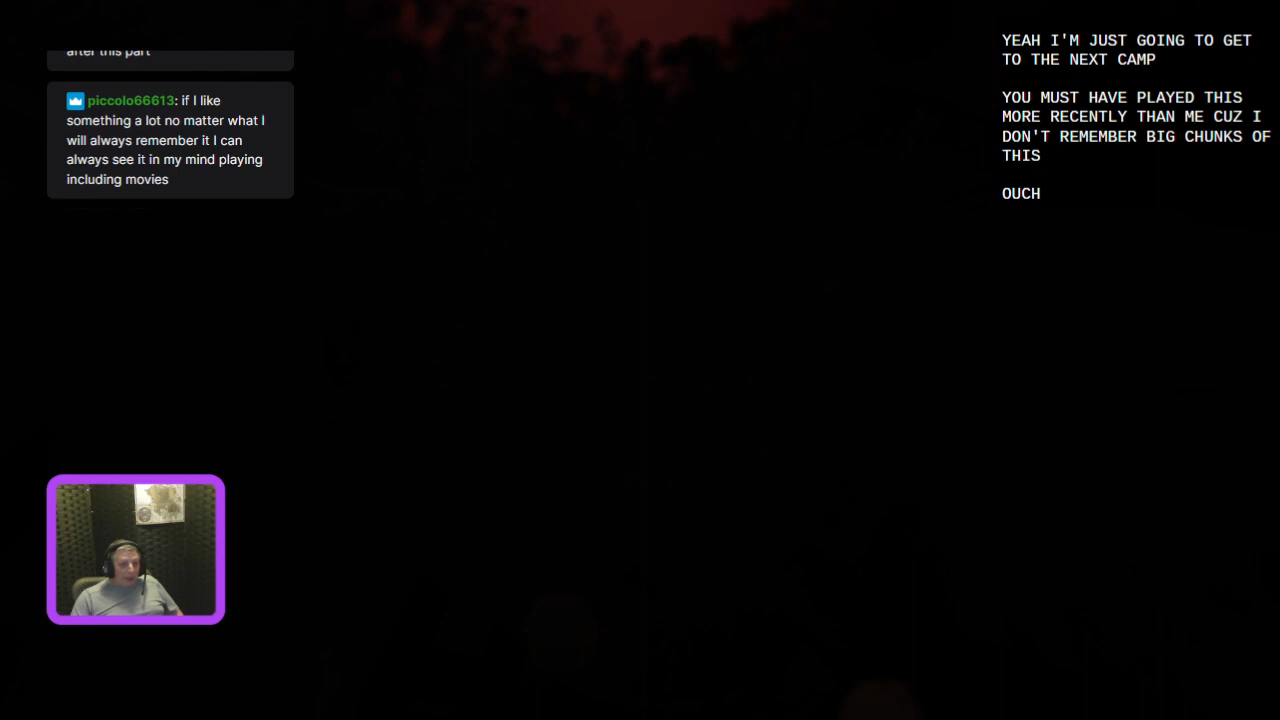 after this part
piccolo66613: if I like
something a lot no matter what I
will always remember it I can
always see it in my mind playing
including movies
YEAH I'M JUST GOING TO GET
TO THE NEXT CAMP
YOU MUST HAVE PLAYED THIS
MORE RECENTLY THAN ME CUZ I
DON'T REMEMBER BIG CHUNKS OF
THIS
OUCH